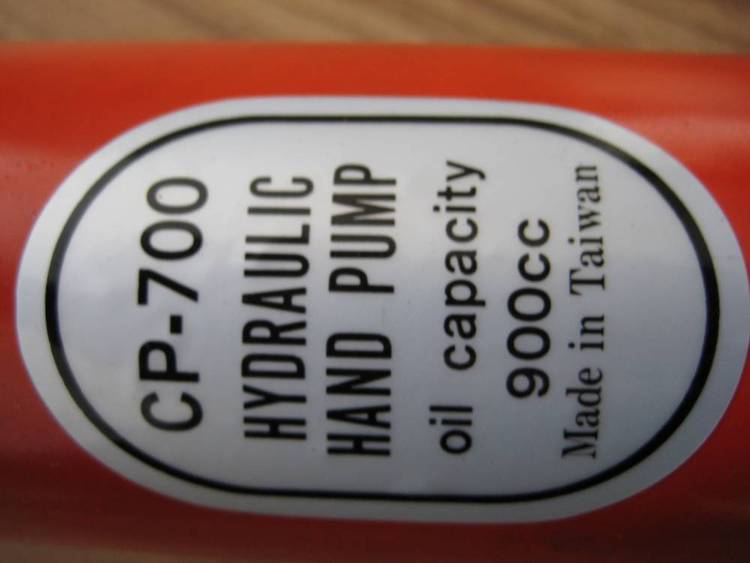 CP-700
HYDRAULIC
HAND PUMP
oil capacity
900cc
Made in Taiwan